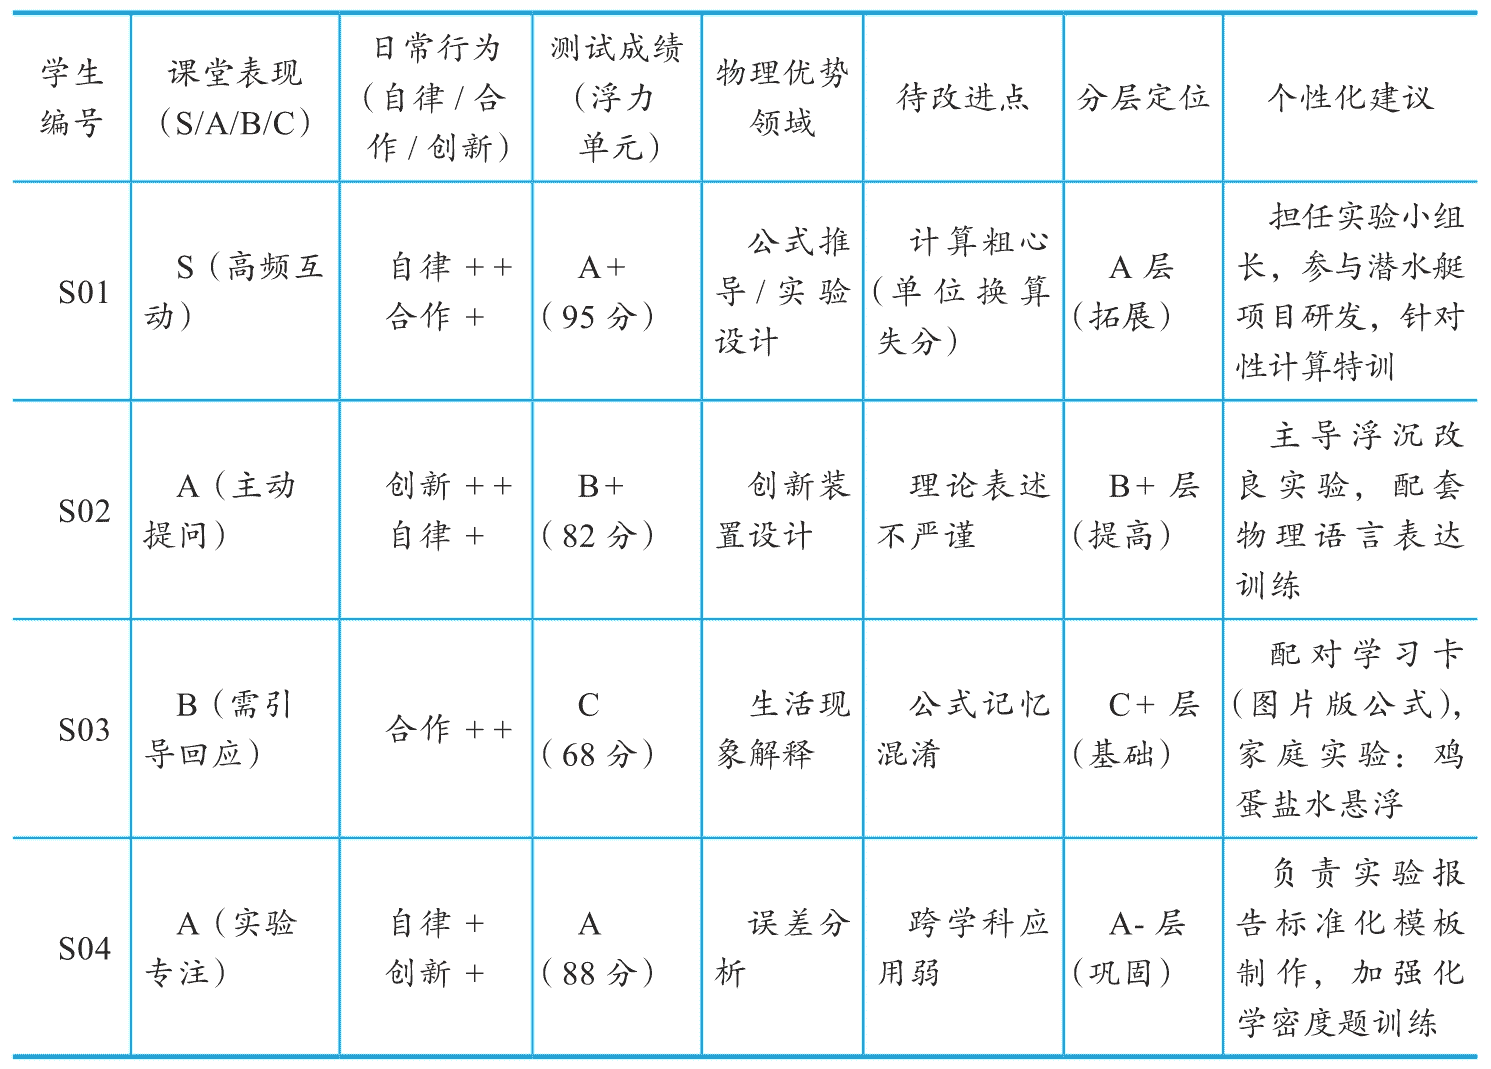 学生
编号
课堂表现
（S/A/B/C）
日常行为
（自律/合
作/创新）
测试成绩
（浮力
单元）
物理优势
领域
待改进点
分层定位
个性化建议
S01
S（高频互
动）
自律 ++
合作 +
A+
（95 分）
公式推
导/实验
设计
计算粗心
（单位换算
失分）
A 层
（拓展）
担任实验小组
长，参与潜水艇
项目研发，针对
性计算特训
S02
A（主动
提问）
创新 ++
自律 +
B+
（82 分）
创新装
置设计
理论表述
不严谨
B+ 层
（提高）
主导浮沉改
良实验，配套
物理语言表达
训练
S03
B（需引
导回应）
合作 ++
C
（68 分）
生活现
象解释
公式记忆
混淆
C+ 层
（基础）
配对学习卡
（图片版公式），
家庭实验：鸡
蛋盐水悬浮
S04
A（实验
专注）
自律 +
创新 +
A
（88 分）
误差分
析
跨学科应
用弱
A- 层
（巩固）
负责实验报
告标准化模板
制作，加强化
学密度题训练